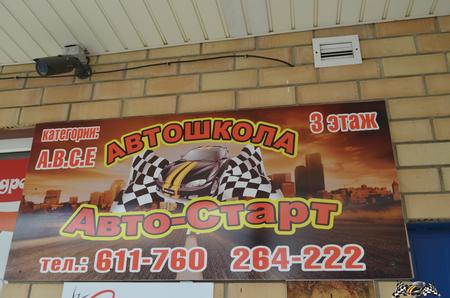 категории:
А.В.С.Е
АВТОШКОЛА
3 этаж
Авто-Старт
тел.: 611-760 264-222